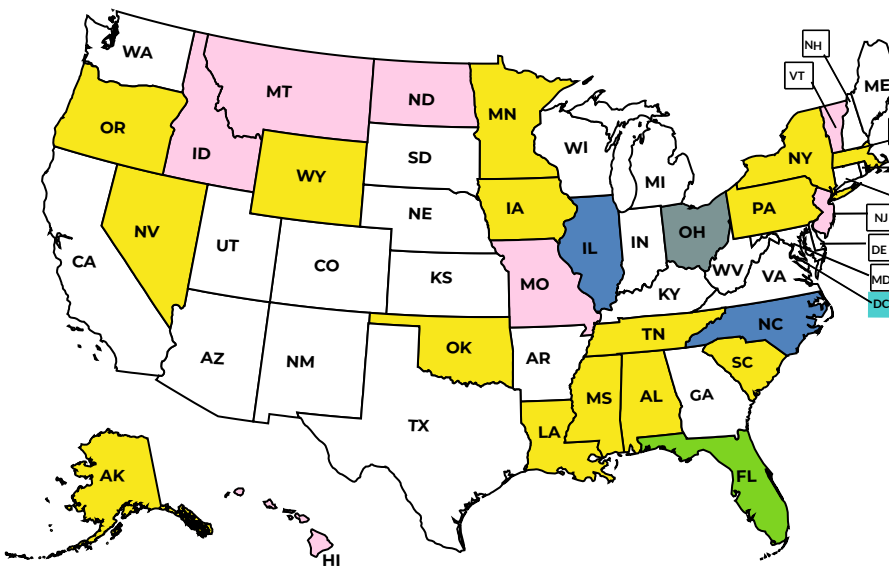 NH
WA
VT
ME
MT
ND
MN
OR
ID
SD
WI
NY
WY
MI
IA
PA
NE
NJ
NV
OH
UT
IL
IN
DE
CA
CO
WV
VA
KS
MO
MD
KY
DC
NC
TN
AZ
NM
OK
AR
SC
GA
MS
AL
TX
LA
AK
FL
HI